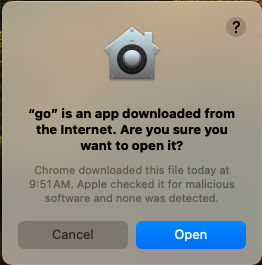 ?
“go” is an app downloaded from
the Internet. Are you sure you
want to open it?
Chrome downloaded this file today at
9:51 AM. Apple checked it for malicious
software and none was detected.
Cancel
Open